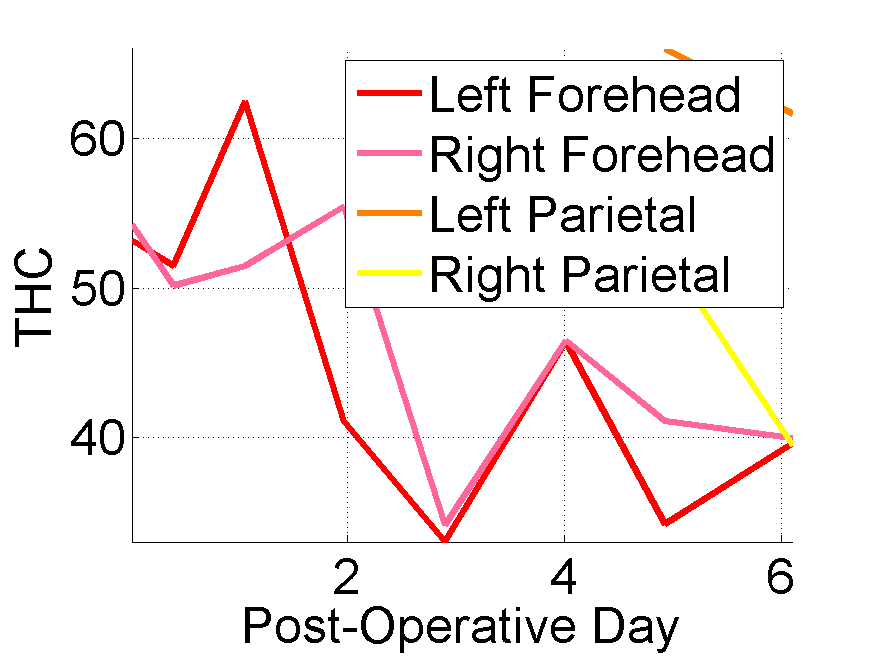 Left Forehead
Right Forehead
Left Parietal
Right Parietal
THC
60
50
40
2 4 6
Post-Operative Day